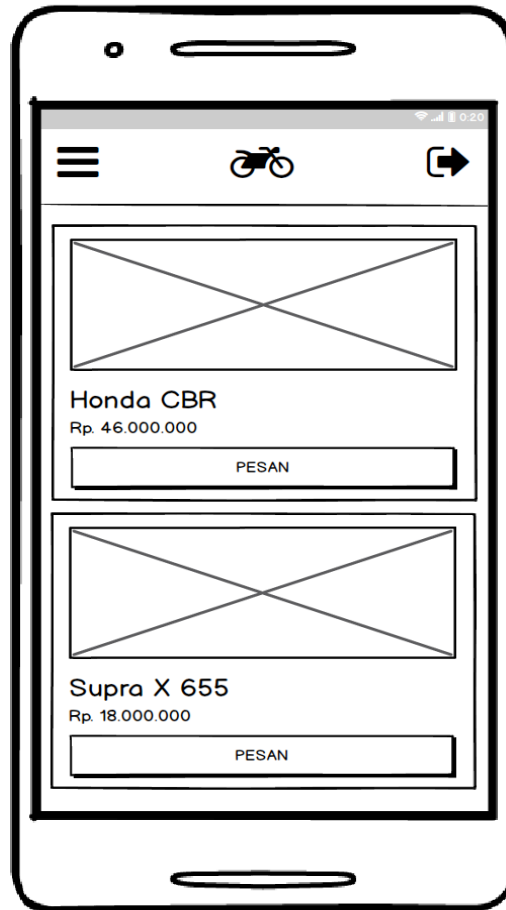 0:20
Honda CBR
Rp. 46.000.000
PESAN
Supra X 655
Rp. 18.000.000
PESAN